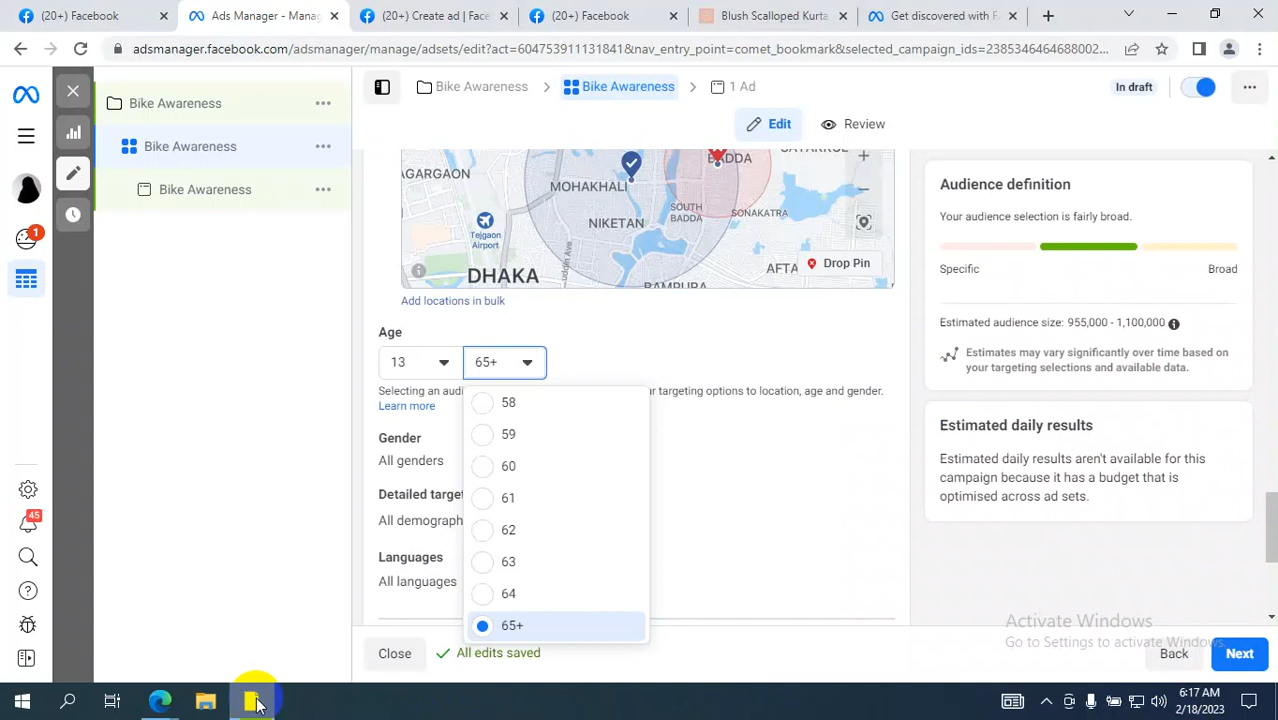 (20+) Facebook
Ads Manager - Manag
(20+) Create ad | Face
(20+) Facebook
Blush Scalloped Kurta
Get discovered with F
adsmanager.facebook.com/adsmanager/manage/adsets/edit?act=604753911131841&nav_entry_point=comet_bookmark&selected_campaign_ids=2385346464688002...
Bike Awareness
Bike Awareness
Bike Awareness
1
45
Bike Awareness
Bike Awareness
1 Ad
In draft
Edit
Review
AGARGAON
MOHAKHALI
BADDA
NIKETAN
SOUTH
BADDA
SONAKATRA
Tejgaon
Airport
DHAKA
AFTA
RAMPURA
Drop Pin
Add locations in bulk
Age
13
65+
Selecting an audi
ur targeting options to location, age and gender.
Learn more
58
59
60
61
62
63
64
65+
Gender
All genders
Detailed target
All demograph
Languages
All languages
Audience definition
Your audience selection is fairly broad.
Specific
Broad
Estimated audience size: 955,000 - 1,100,000
Estimates may vary significantly over time based on
your targeting selections and available data.
Estimated daily results
Estimated daily results aren't available for this
campaign because it has a budget that is
optimised across ad sets.
Activate Windows
Go to Settings to activate Windows.
Close
All edits saved
Back
Next
6:17 AM
2/18/2023